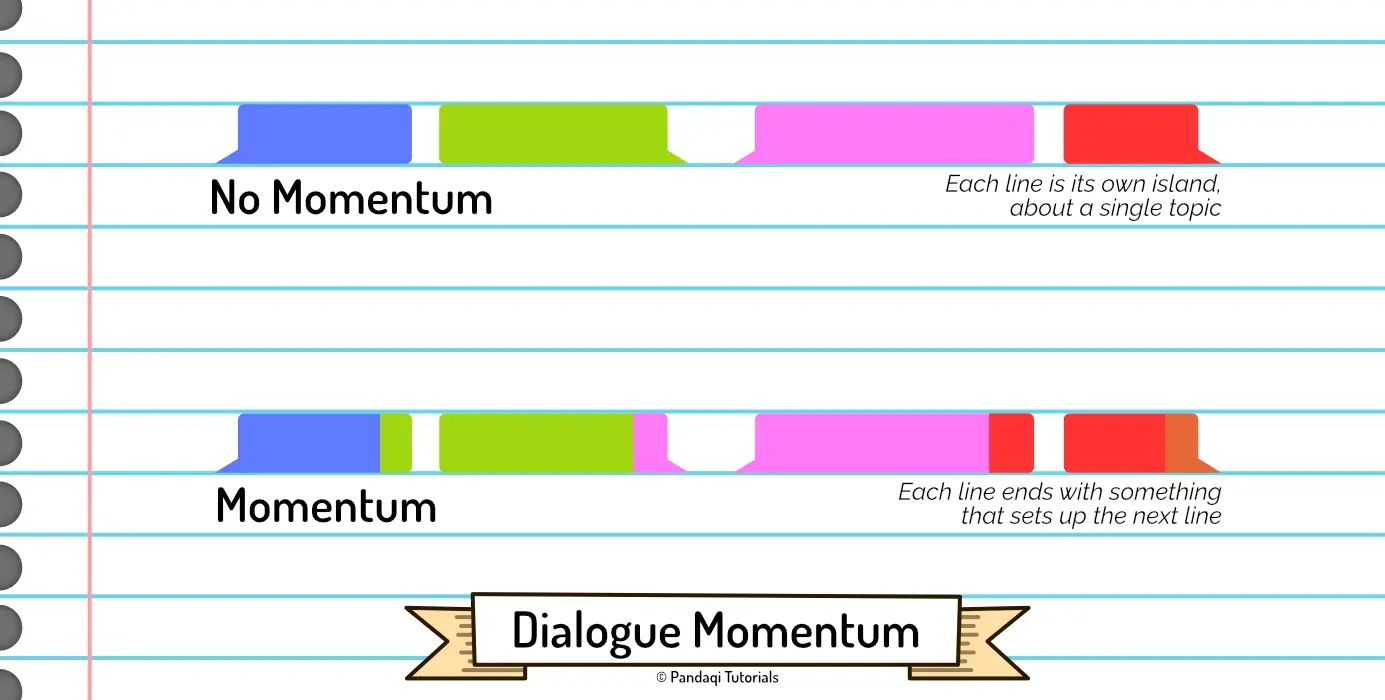 No Momentum
Each line is its own island,
about a single topic
Momentum
Each line ends with something
that sets up the next line
Dialogue Momentum
© Pandaqi Tutorials